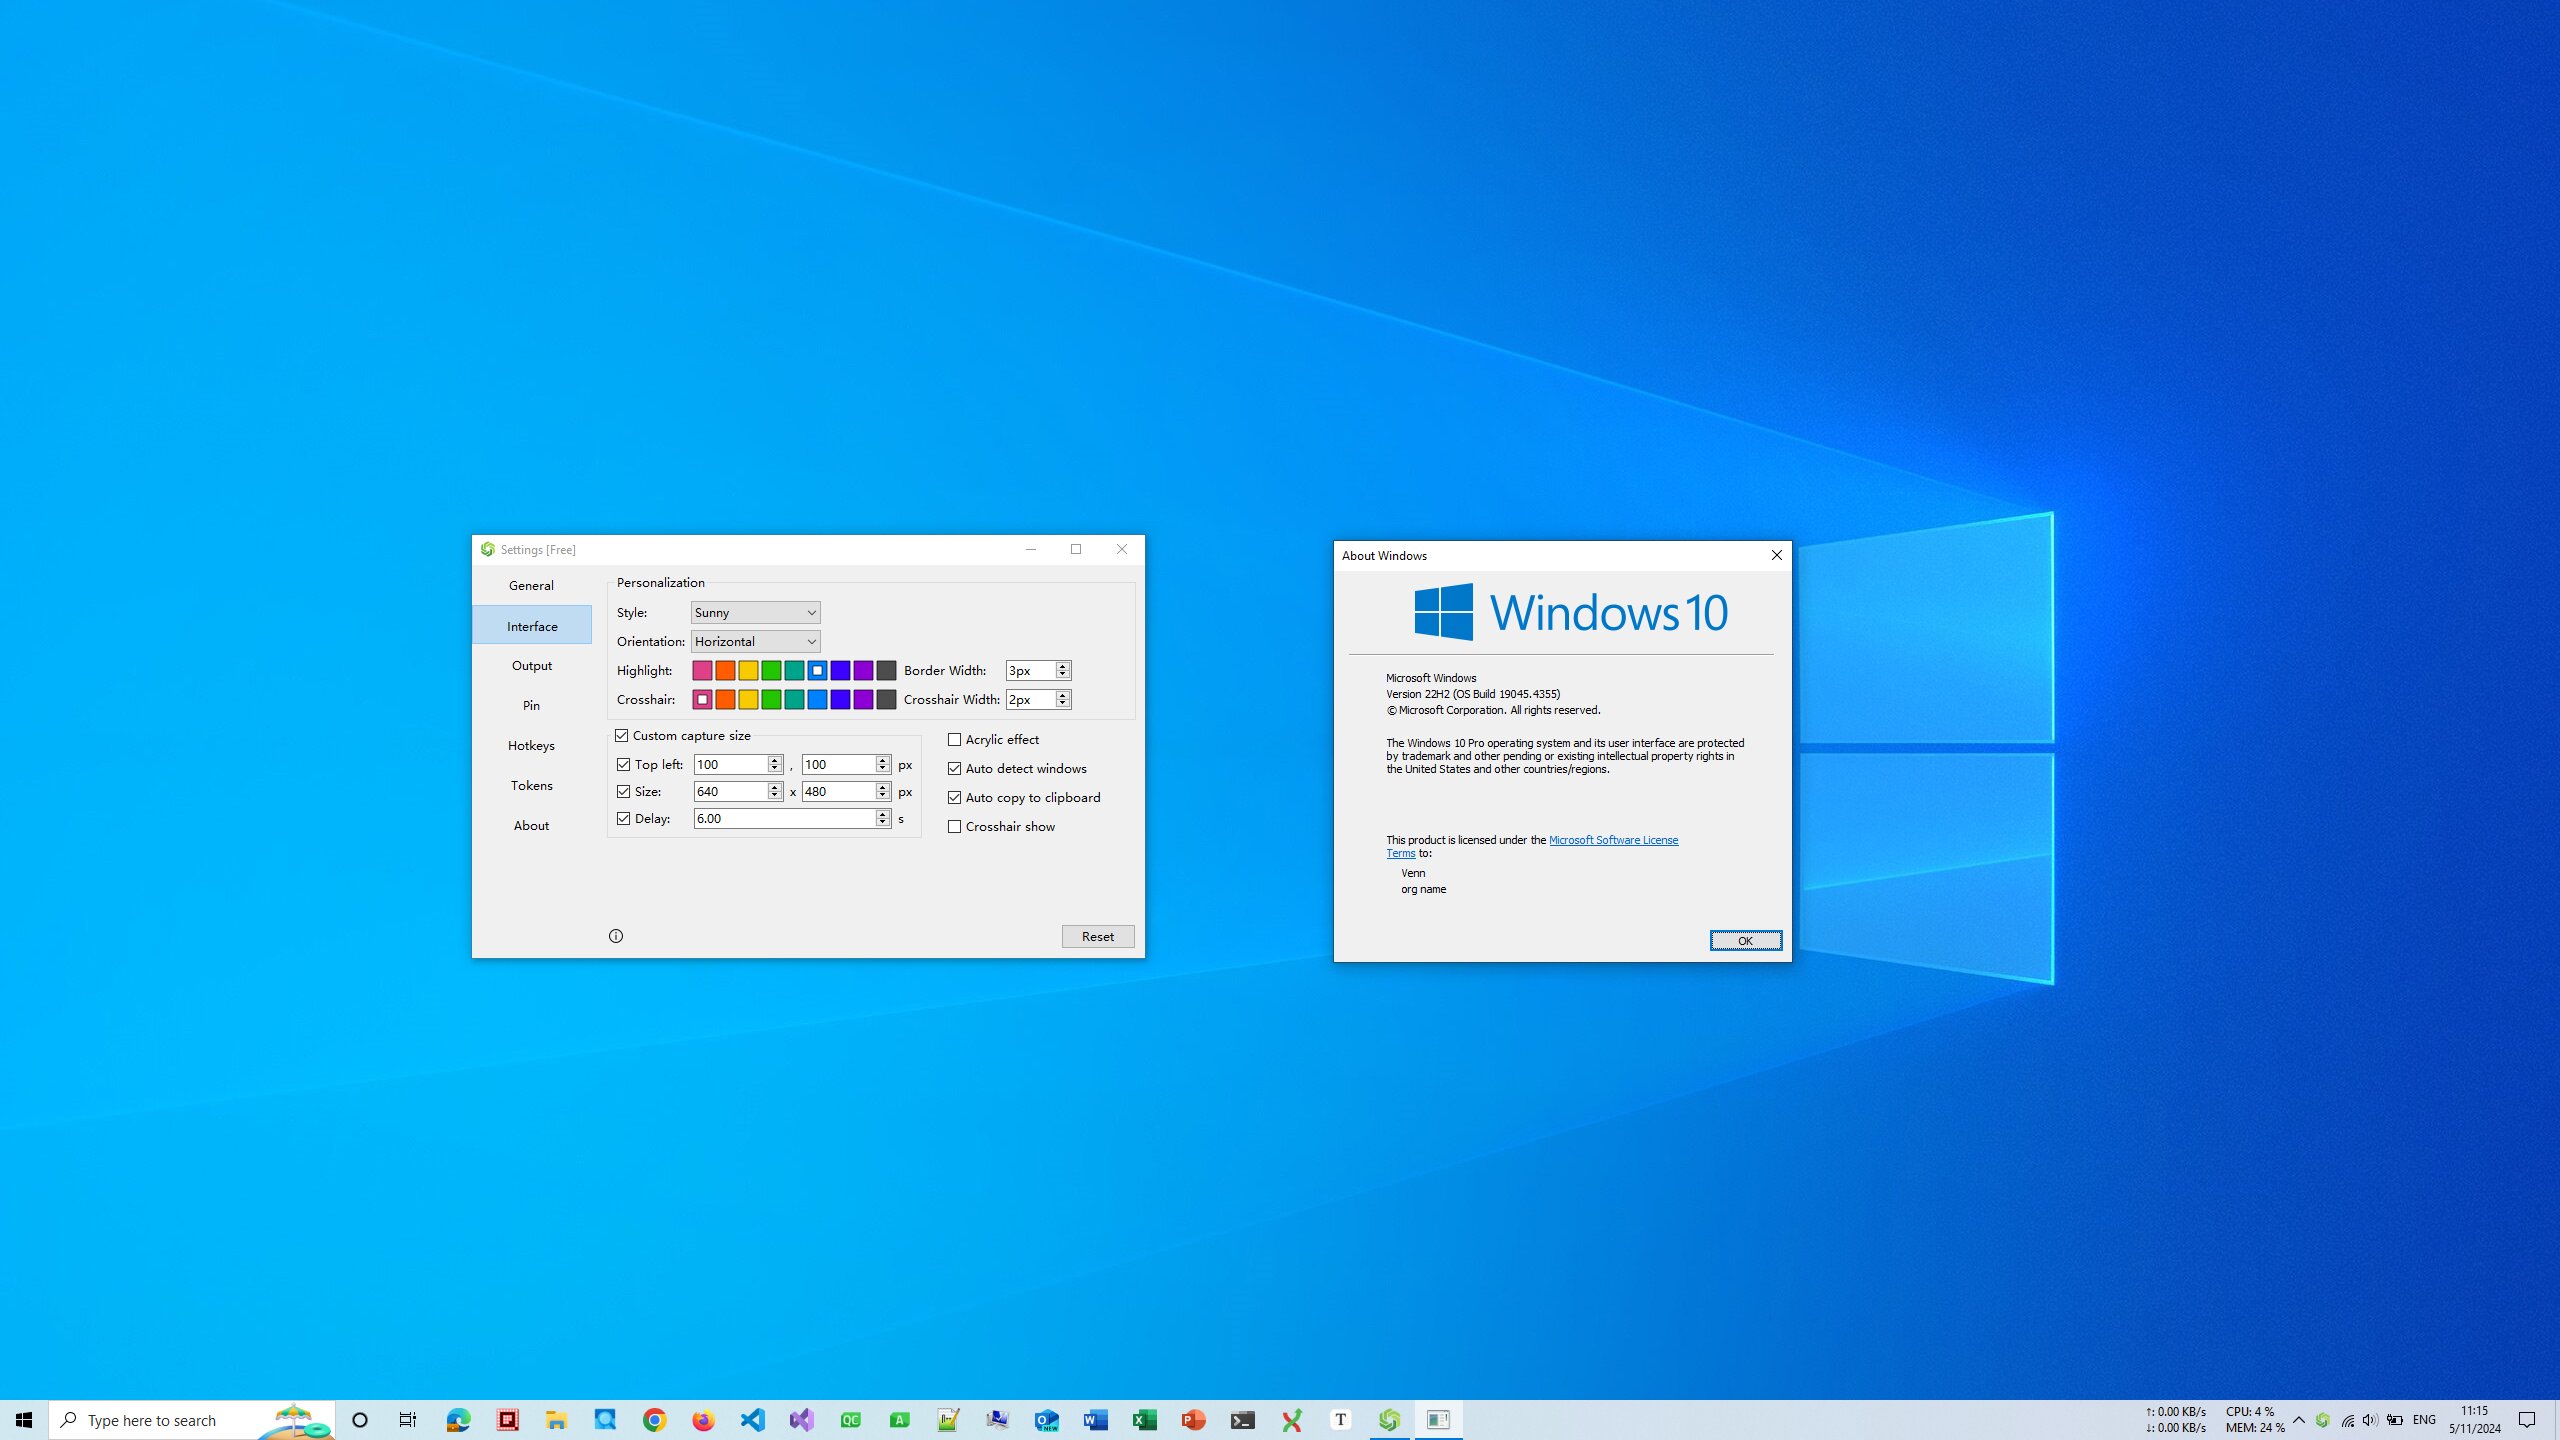 Settings [Free]
General
Interface
Output
Pin
Hotkeys
Tokens
About
Personalization
Style: Sunny
Orientation: Horizontal
Highlight: Border Width: 3px
Crosshair: Crosshair Width: 2px
Custom capture size
Top left: 100 , 100 px
Size: 640 x 480 px
Delay: 6.00 s
Acrylic effect
Auto detect windows
Auto copy to clipboard
Crosshair show
Reset
About Windows
Windows 10
Microsoft Windows
Version 22H2 (OS Build 19045.4355)
© Microsoft Corporation. All rights reserved.
The Windows 10 Pro operating system and its user interface are protected
by trademark and other pending or existing intellectual property rights in
the United States and other countries/regions.
This product is licensed under the Microsoft Software License
Terms to:
Venn
org name
OK
Type here to search
QC
A
NEW
T
↑: 0.00 KB/s
↓: 0.00 KB/s
CPU: 4 %
MEM: 24 %
ENG
11:15
5/11/2024